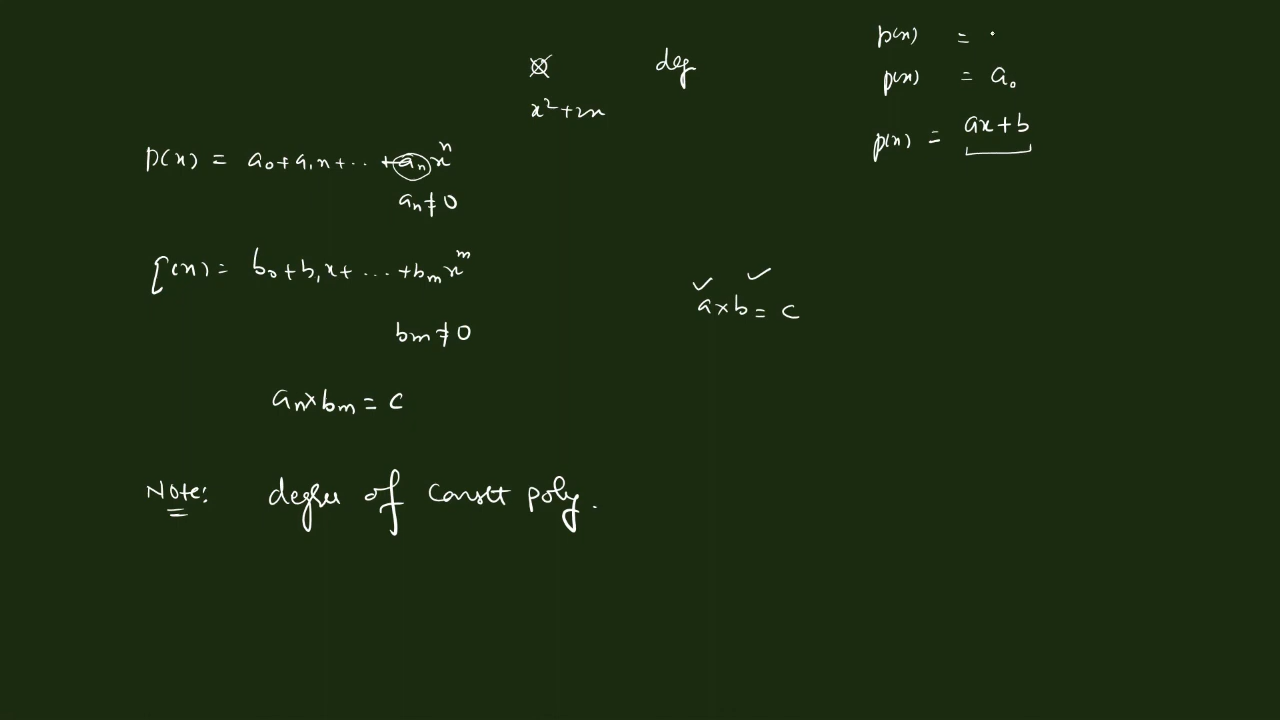 p(x) = .
deg
p(x) = a₀
x²+2x
p(x) = ax+b
p(x) = a₀+a₁x+...+aₙxⁿ
aₙ≠0
q(x) = b₀+b₁x+...+bₘxᵐ
a×b = c
bₘ≠0
aₙ×bₘ = c
Note: degree of const poly.